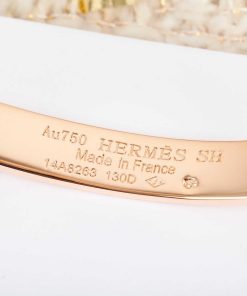 Au750 HERMÈS SH
Made in France
14A8263 130D